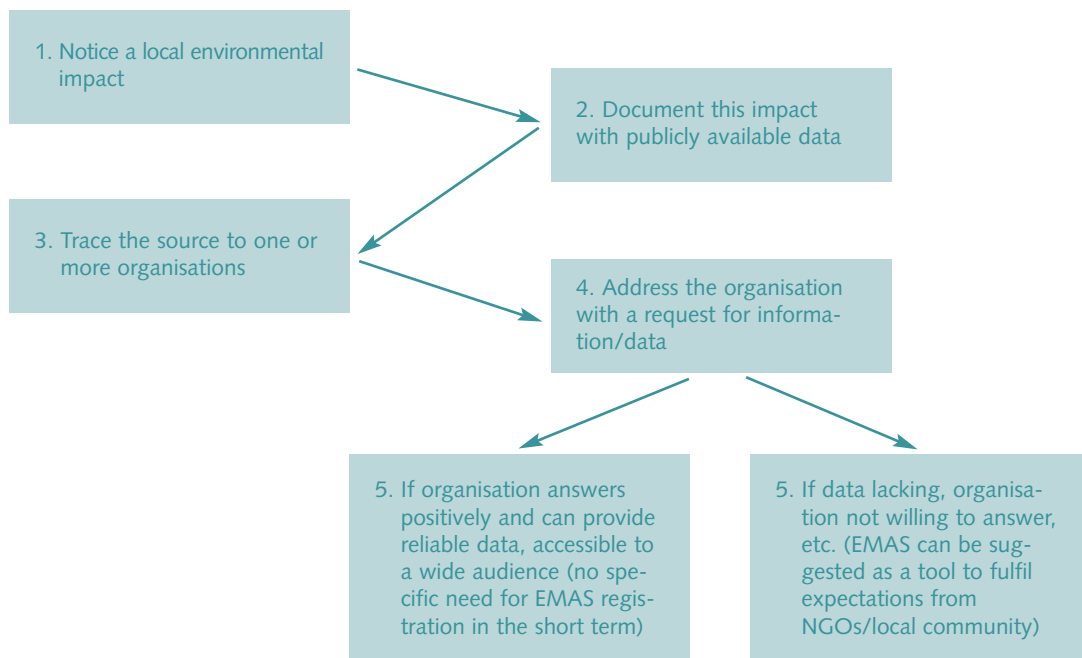 1. Notice a local environmental
impact
2. Document this impact
with publicly available data
3. Trace the source to one or
more organisations
4. Address the organisation
with a request for informa-
tion/data
5. If organisation answers
positively and can provide
reliable data, accessible to
a wide audience (no spe-
cific need for EMAS regis-
tration in the short term)
5. If data lacking, organisa-
tion not willing to answer,
etc. (EMAS can be sug-
gested as a tool to fulfil
expectations from
NGOs/local community)